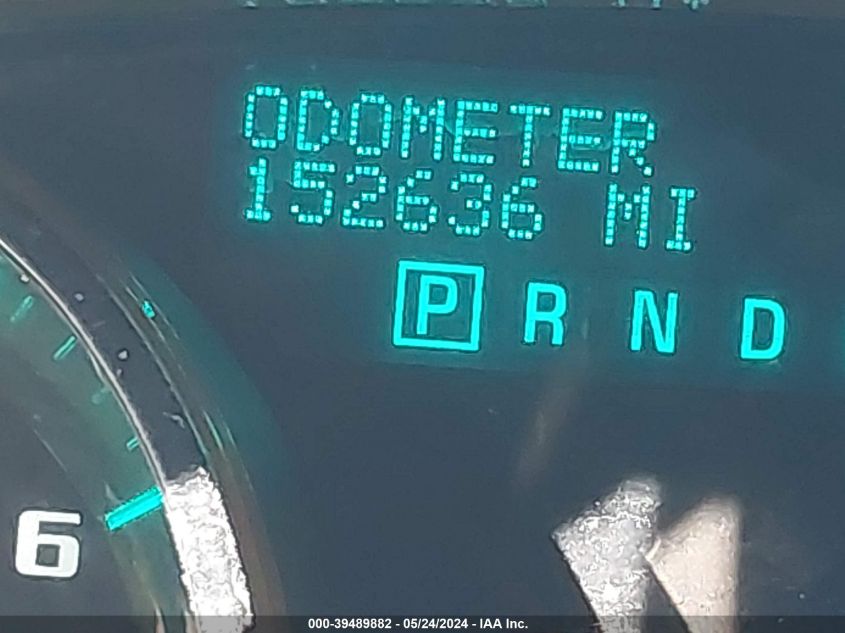 ODOMETER
152636 MI
P R N D
6
000-39489882 - 05/24/2024 - IAA Inc.